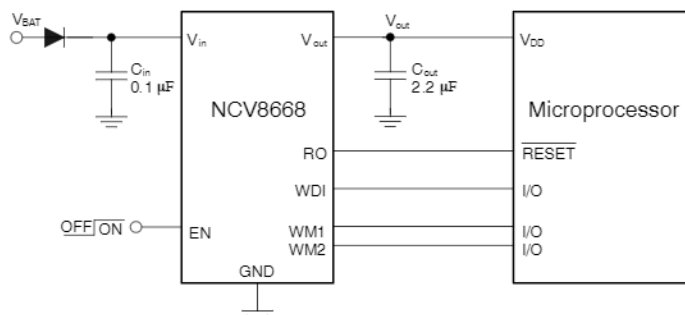 VBAT
Vin
Vout
Vout
VDD
Cin
0.1 µF
Cout
2.2 µF
NCV8668
Microprocessor
RO
RESET
WDI
I/O
OFF ON
EN
WM1
I/O
WM2
I/O
GND